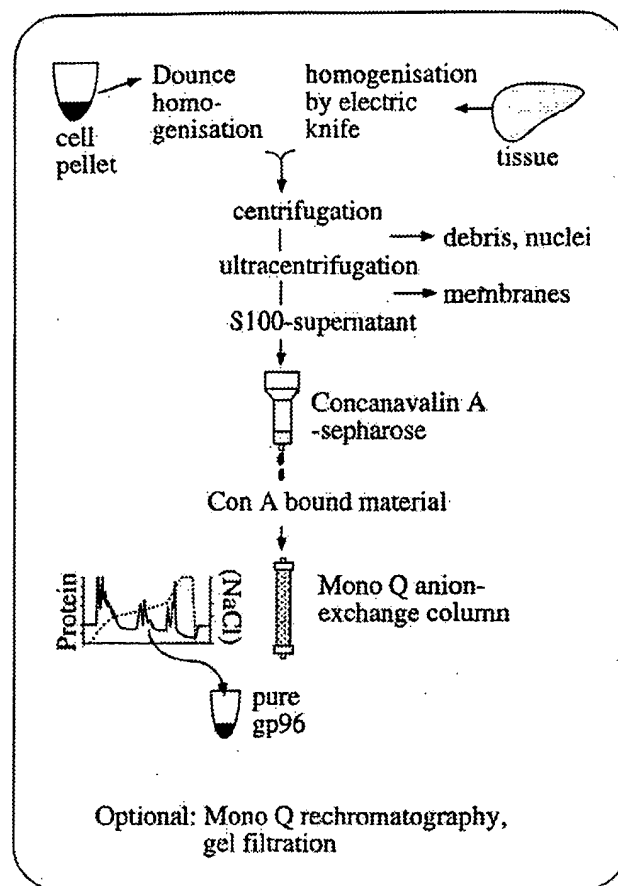 cell
pellet
Dounce
homo-
genisation
homogenisation
by electric
knife
tissue
centrifugation
debris, nuclei
ultracentrifugation
membranes
S100-supernatant
Concanavalin A
-sepharose
Con A bound material
Protein
(NaCl)
Mono Q anion-
exchange column
pure
gp96
Optional: Mono Q rechromatography,
gel filtration